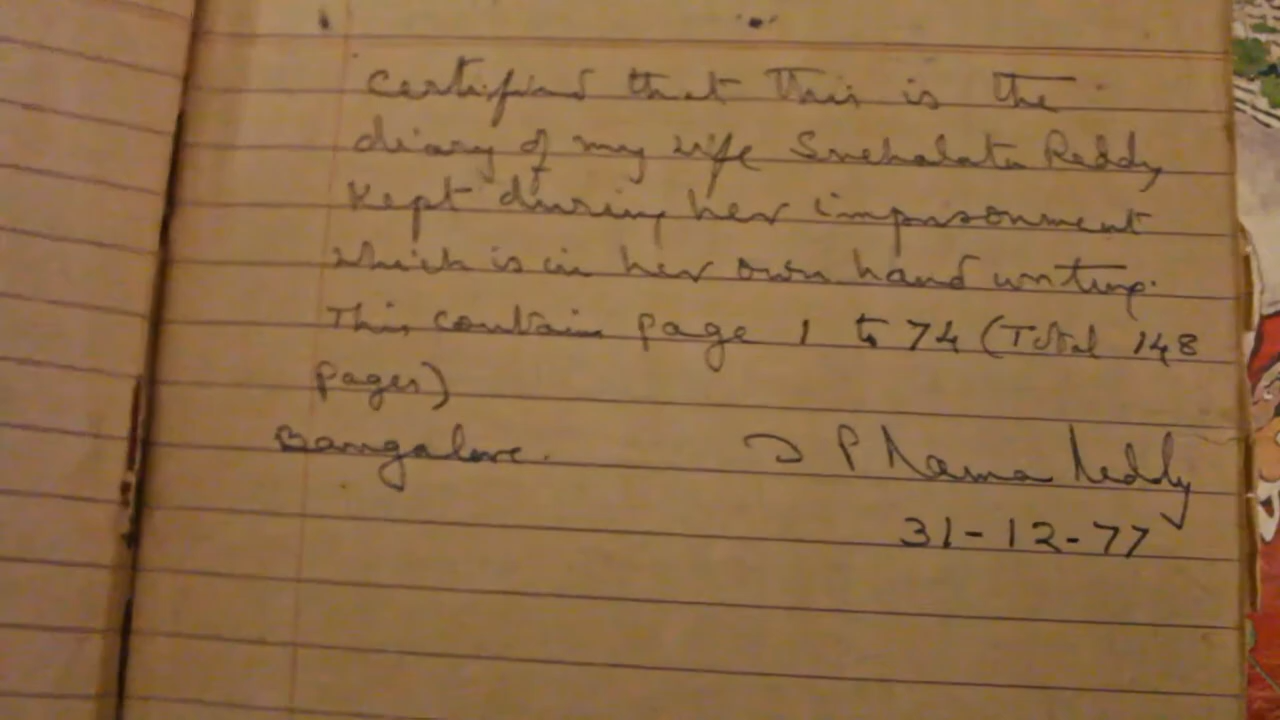 Certified that this is the
diary of my wife Snehalata Reddy
kept during her imprisonment
which is in her own hand writing.
This contain page 1 to 74 (Total 148
pages)
Bangalore. P Rama Reddy
31-12-77